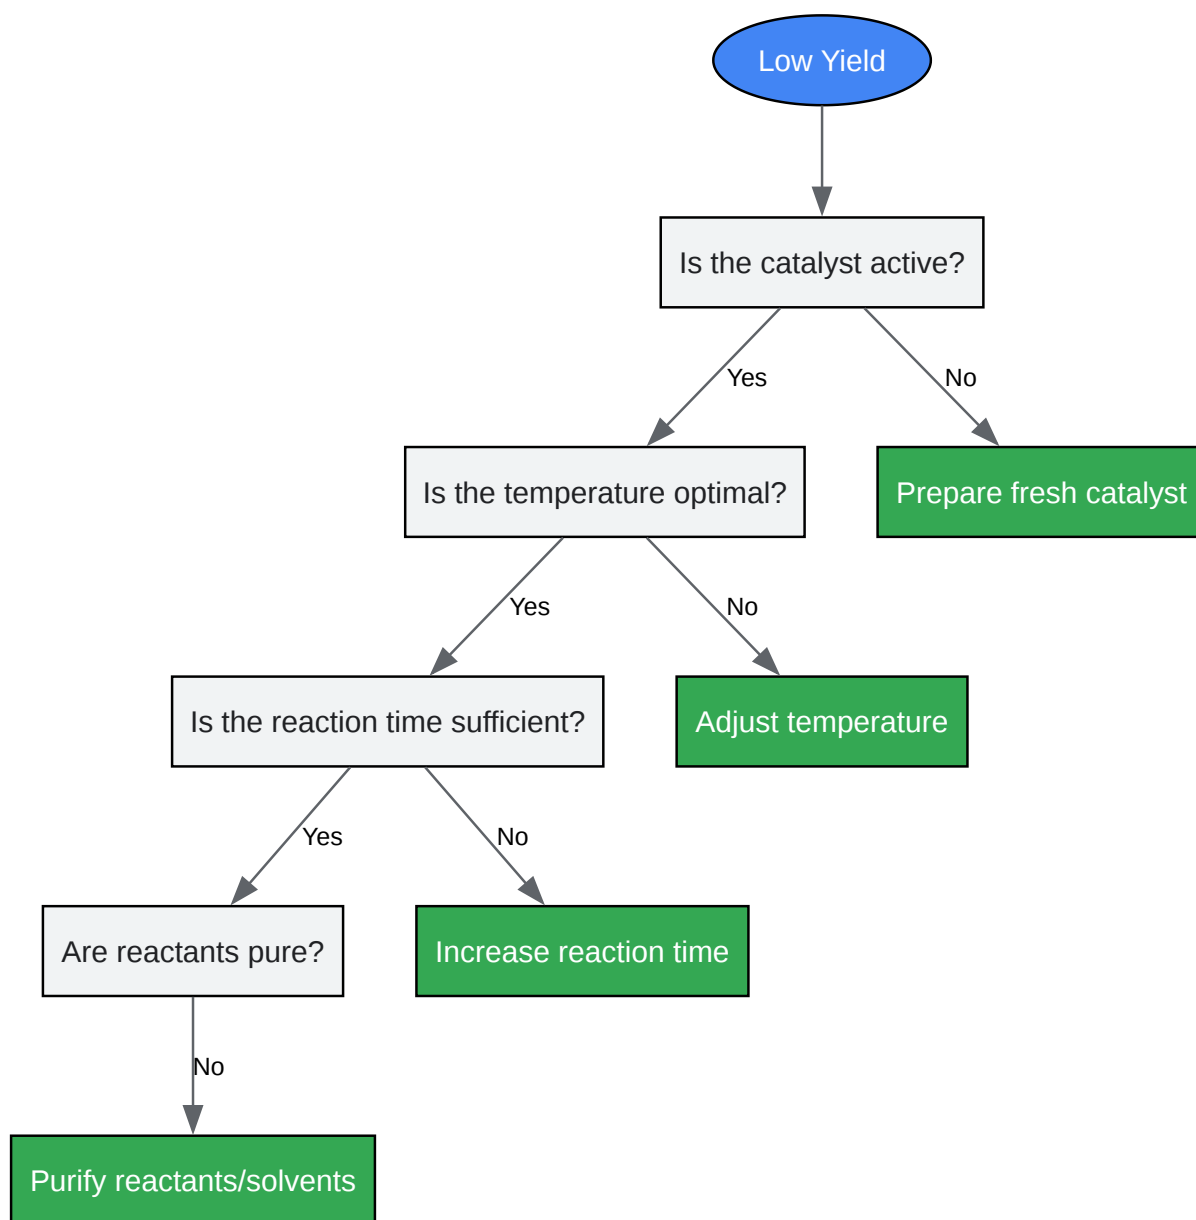 Low Yield
Is the catalyst active?
Yes
No
Is the temperature optimal?
Prepare fresh catalyst
Yes
No
Is the reaction time sufficient?
Adjust temperature
Yes
No
Are reactants pure?
Increase reaction time
No
Purify reactants/solvents